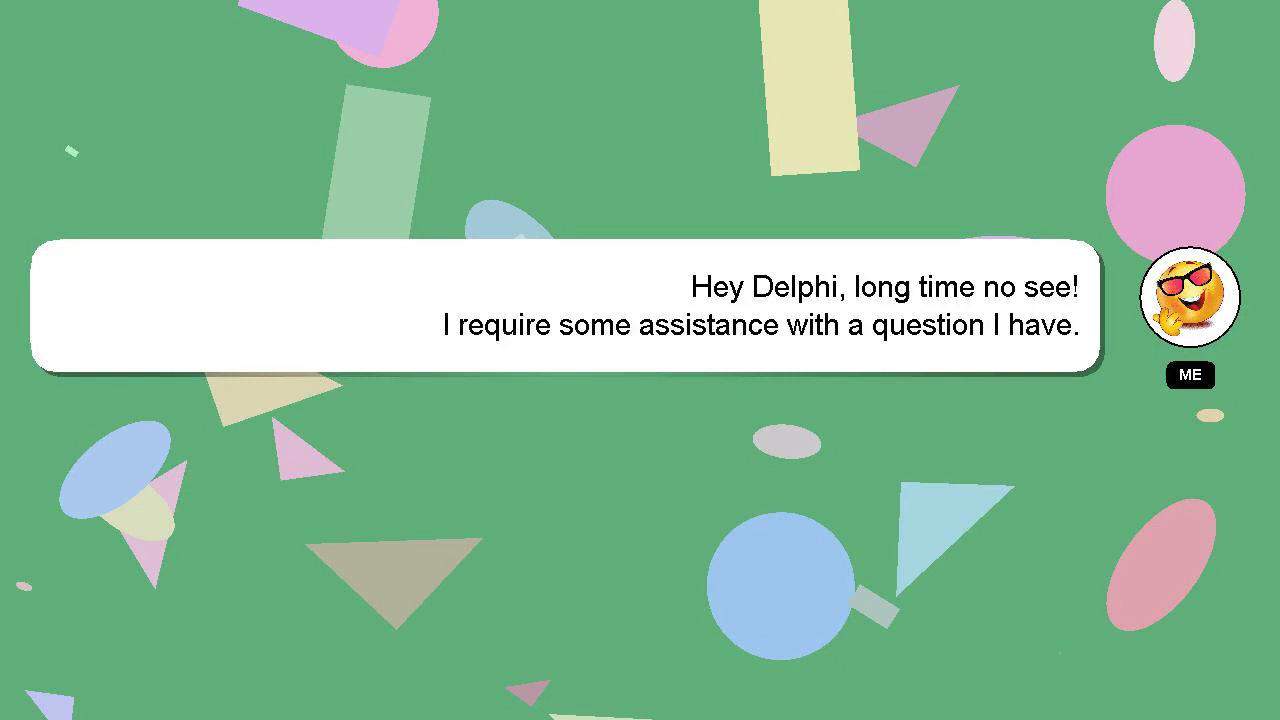 Hey Delphi, long time no see!
I require some assistance with a question I have.
ME